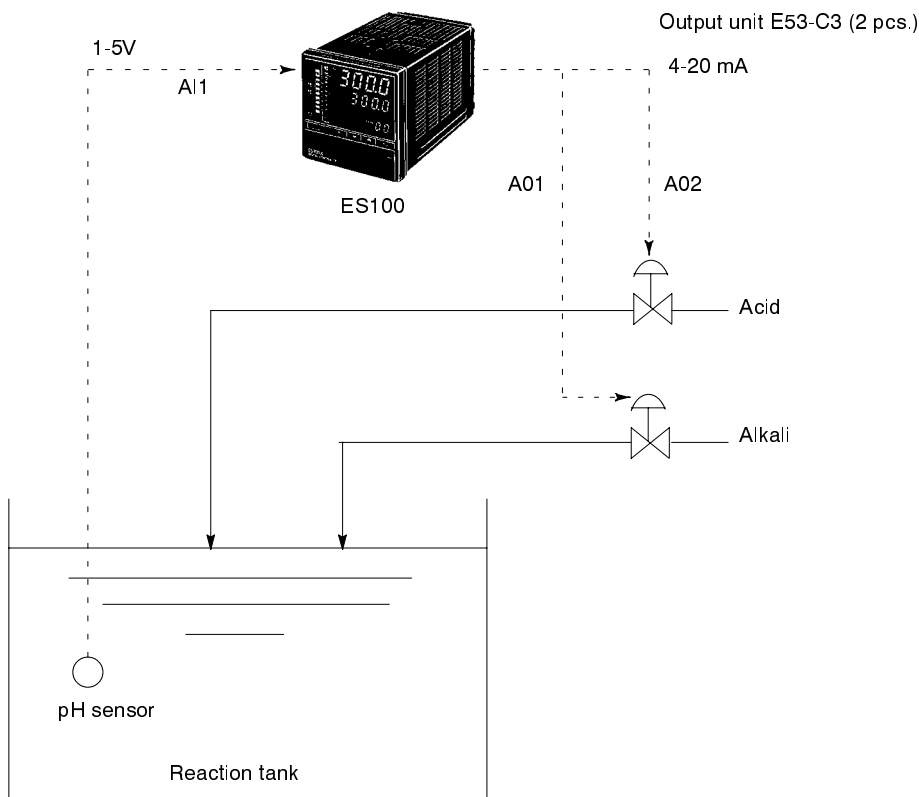 Output unit E53-C3 (2 pcs.)
1-5V
4-20 mA
AI1
300.0
300.0
00
A01
A02
ES100
Acid
Alkali
pH sensor
Reaction tank